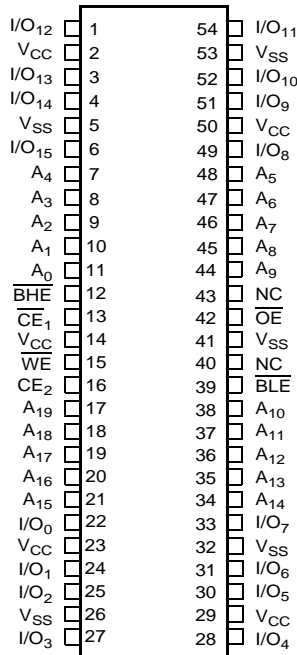 I/O12 1 54 I/O11
VCC 2 53 VSS
I/O13 3 52 I/O10
I/O14 4 51 I/O9
VSS 5 50 VCC
I/O15 6 49 I/O8
A4 7 48 A5
A3 8 47 A6
A2 9 46 A7
A1 10 45 A8
A0 11 44 A9
BHE 12 43 NC
CE1 13 42 OE
VCC 14 41 VSS
WE 15 40 NC
CE2 16 39 BLE
A19 17 38 A10
A18 18 37 A11
A17 19 36 A12
A16 20 35 A13
A15 21 34 A14
I/O0 22 33 I/O7
VCC 23 32 VSS
I/O1 24 31 I/O6
I/O2 25 30 I/O5
VSS 26 29 VCC
I/O3 27 28 I/O4